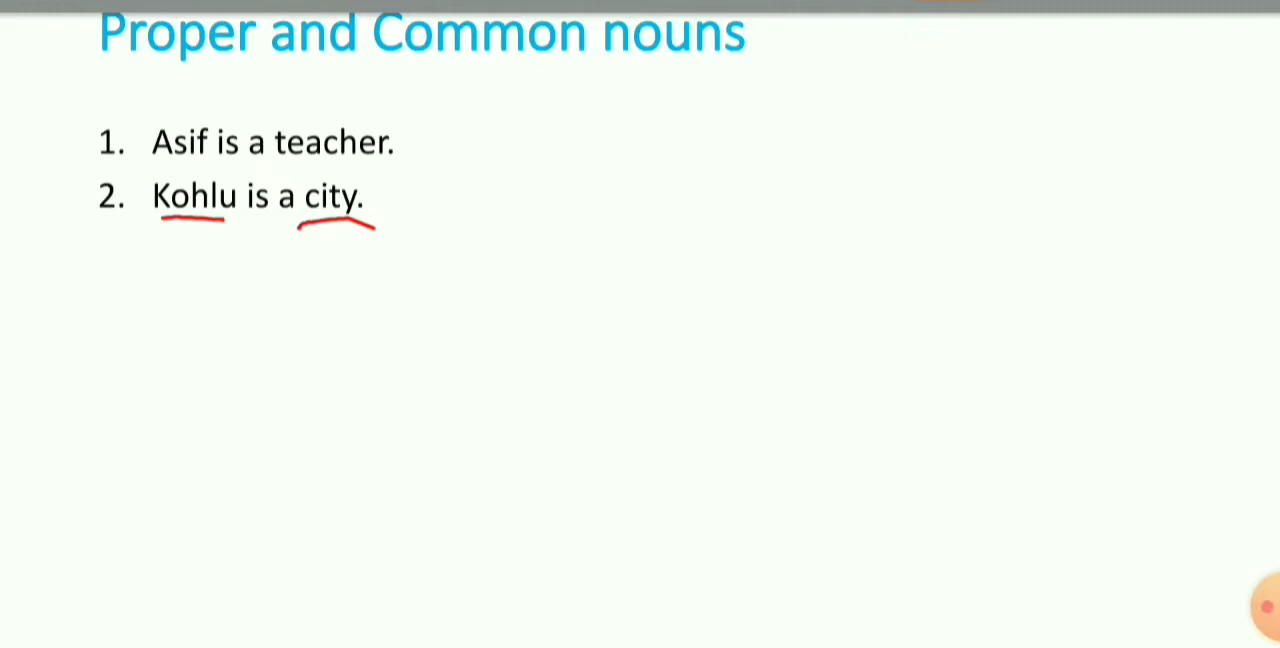 Proper and Common nouns
1. Asif is a teacher.
2. Kohlu is a city.